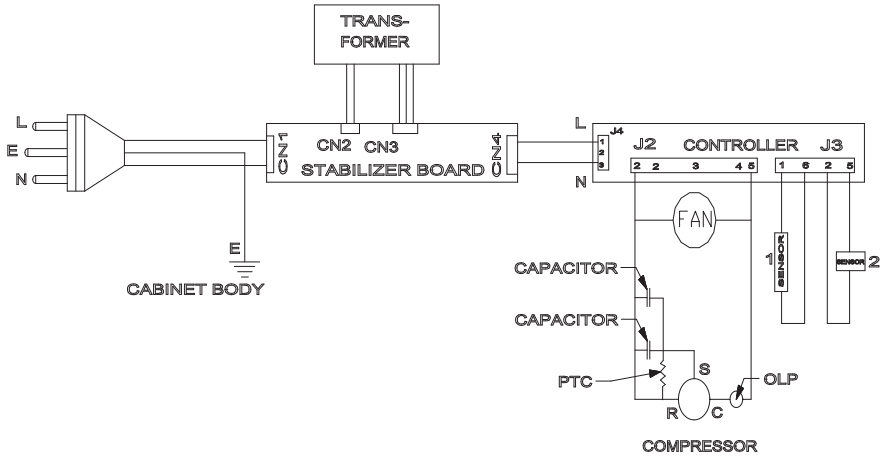 TRANS-
FORMER
L
E
N
CN1
CN2
CN3
CN4
STABILIZER BOARD
E
CABINET BODY
L
N
J4
1
2
3
J2
CONTROLLER
J3
2 2 3 4 5
1 6 2 5
FAN
1
SENSOR
SENSOR
2
CAPACITOR
CAPACITOR
PTC
S
R
C
OLP
COMPRESSOR